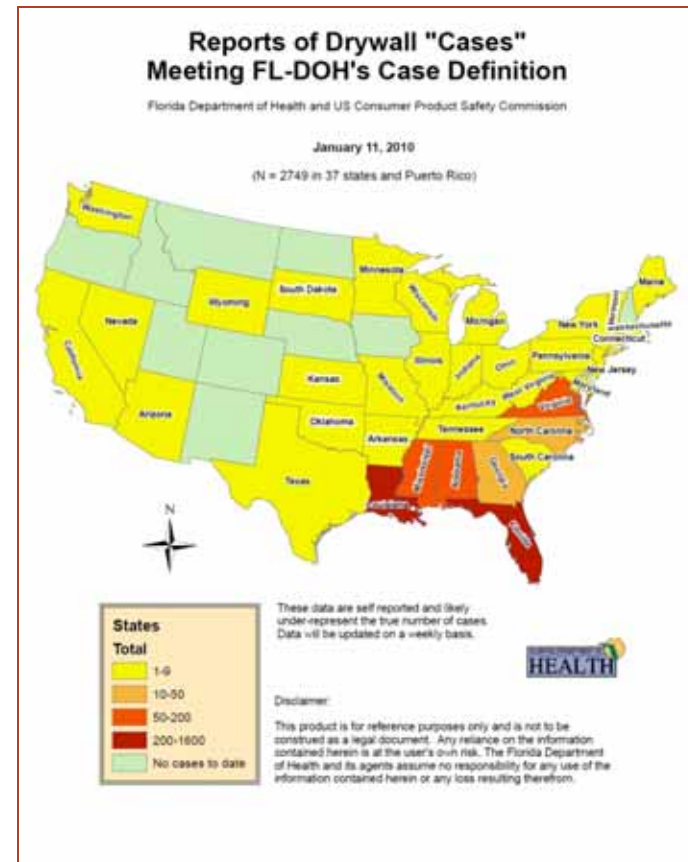 Reports of Drywall "Cases"
Meeting FL-DOH's Case Definition
Florida Department of Health and US Consumer Product Safety Commission
January 11, 2010
(N = 2749 in 37 states and Puerto Rico)
Washington
Minnesota
Maine
Vermont
South Dakota
Wisconsin
Wyoming
Michigan
New York
Massachusetts
Connecticut
Nevada
Illinois
Indiana
Ohio
Pennsylvania
New Jersey
California
Kansas
Missouri
West Virginia
Maryland
Kentucky
Virginia
Arizona
Oklahoma
Arkansas
Tennessee
North Carolina
South Carolina
Texas
Mississippi
Alabama
Georgia
Louisiana
Florida
N
These data are self reported and likely
under-represent the true number of cases.
Data will be updated on a weekly basis.
States
Total
1-9
10-50
50-200
200-1600
No cases to date
HEALTH
Disclaimer:
This product is for reference purposes only and is not to be
construed as a legal document. Any reliance on the information
contained herein is at the user's own risk. The Florida Department
of Health and its agents assume no responsibility for any use of the
information contained herein or any loss resulting therefrom.